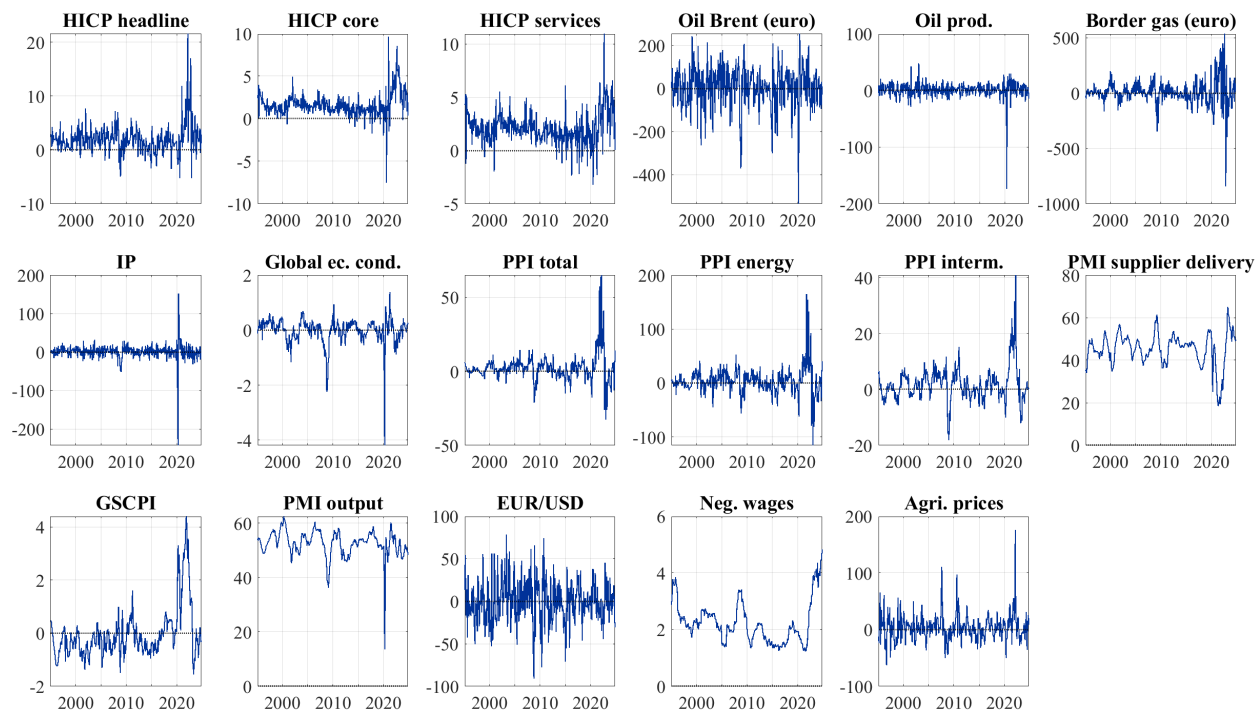 HICP headline HICP core HICP services Oil Brent (euro) Oil prod. Border gas (euro)
20 10 10 200 100 500
10 5 5 0 0 0
0 0 0 -200 -100 -500
-10 -5 -5 -400 -200 -1000
-10
2000 2010 2020 2000 2010 2020 2000 2010 2020 2000 2010 2020 2000 2010 2020 2000 2010 2020
IP Global ec. cond. PPI total PPI energy PPI interm. PMI supplier delivery
200 2 50 200 40 80
100 0 0 100 20 60
0 -2 -50 0 0 40
-100 -4 -100 -20 20
-200 0
2000 2010 2020 2000 2010 2020 2000 2010 2020 2000 2010 2020 2000 2010 2020 2000 2010 2020
GSCPI PMI output EUR/USD Neg. wages Agri. prices
4 60 100 6 200
2 40 50 4 100
0 20 0 2 0
-2 0 -50 0 -100
-100
2000 2010 2020 2000 2010 2020 2000 2010 2020 2000 2010 2020 2000 2010 2020